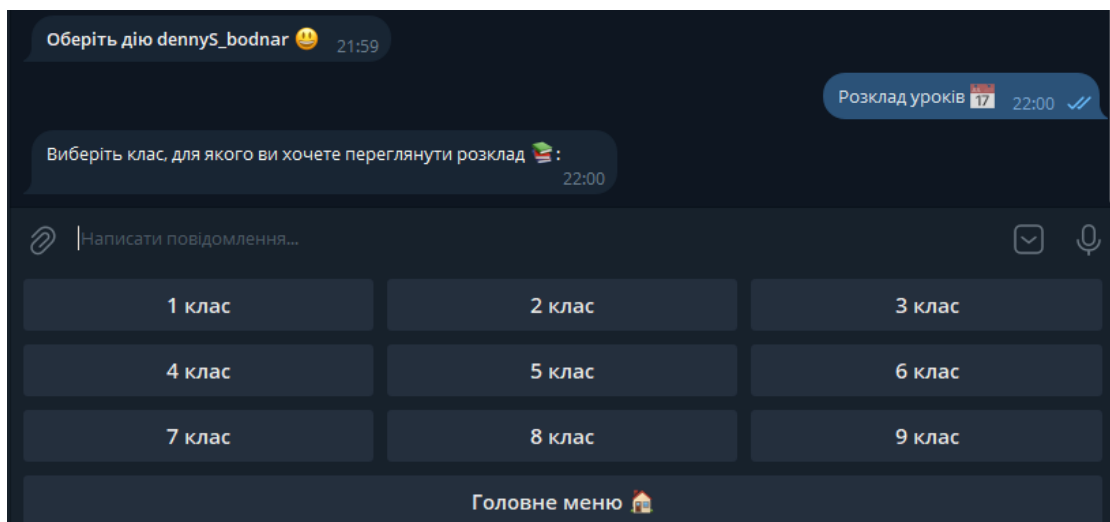 Оберіть дію dennyS_bodnar 😃 21:59
Розклад уроків 📅 22:00
Виберіть клас, для якого ви хочете переглянути розклад 📚:
22:00
Написати повідомлення...
1 клас 2 клас 3 клас
4 клас 5 клас 6 клас
7 клас 8 клас 9 клас
Головне меню 🏠